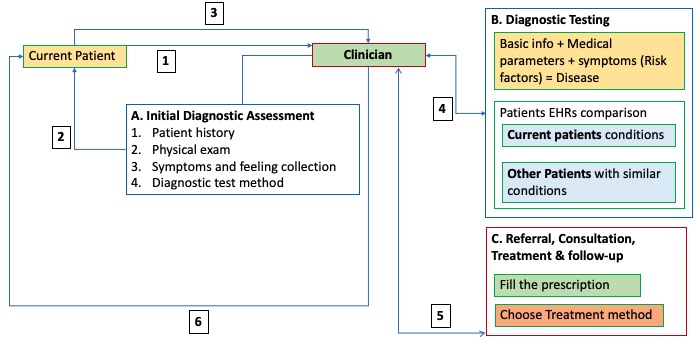 3
Current Patient
1
Clinician
2
A. Initial Diagnostic Assessment
1. Patient history
2. Physical exam
3. Symptoms and feeling collection
4. Diagnostic test method
4
B. Diagnostic Testing
Basic info + Medical
parameters + symptoms (Risk
factors) = Disease
Patients EHRs comparison
Current patients conditions
Other Patients with similar
conditions
C. Referral, Consultation,
Treatment & follow-up
Fill the prescription
Choose Treatment method
5
6